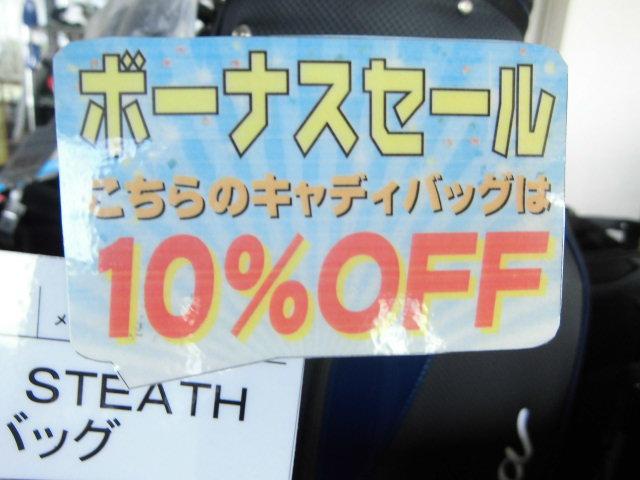 ボーナスセール
こちらのキャディバッグは
10%OFF
STEATH
バッグ